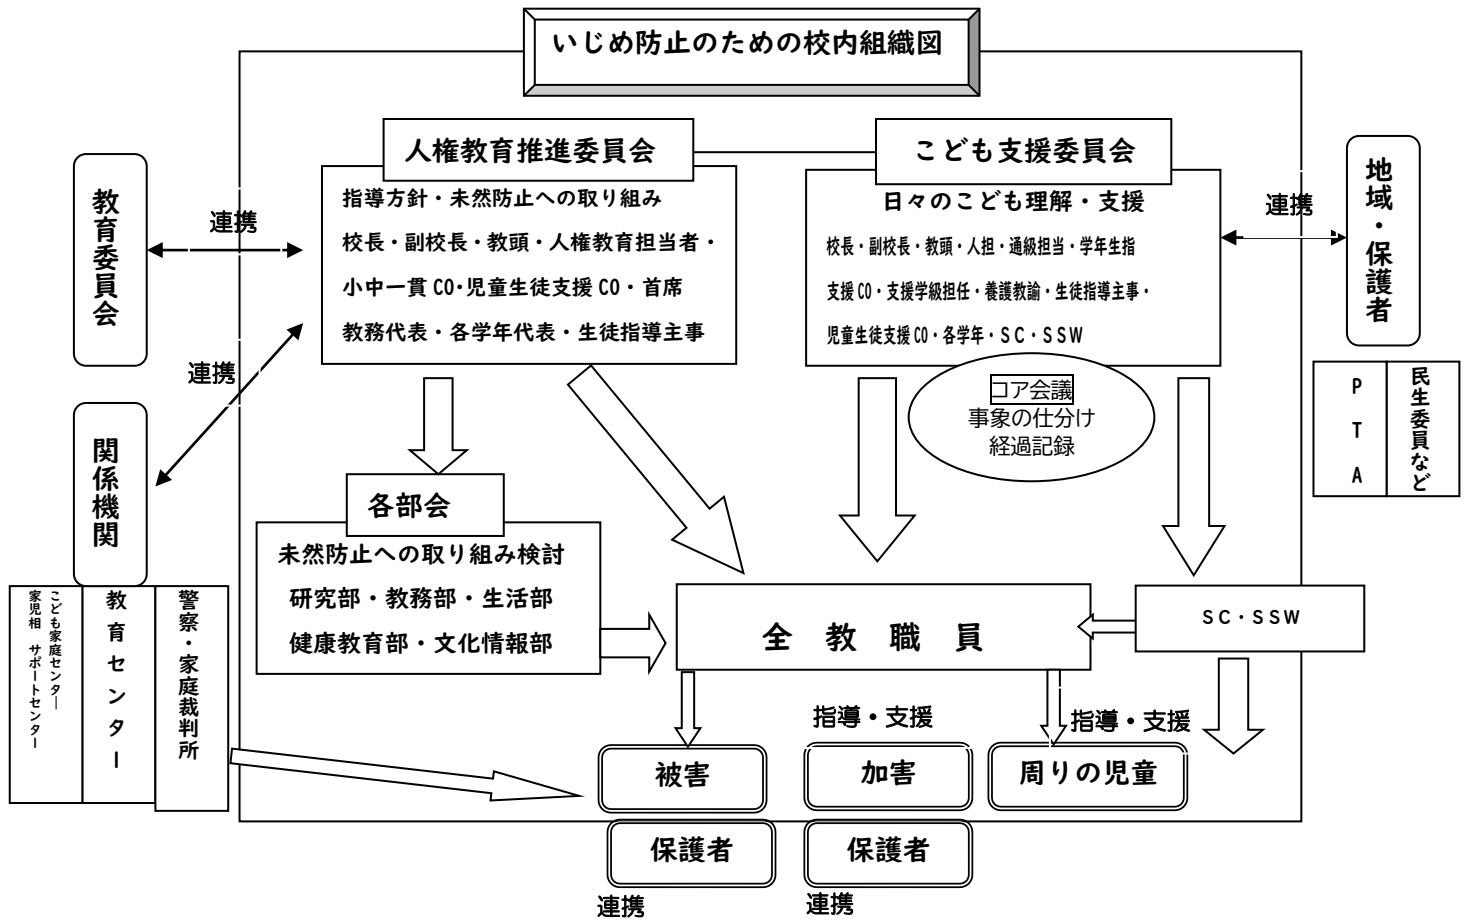 いじめ防止のための校内組織図
人権教育推進委員会
指導方針・未然防止への取り組み
校長・副校長・教頭・人権教育担当者・
小中一貫CO・児童生徒支援CO・首席
教務代表・各学年代表・生徒指導主事
こども支援委員会
日々のこども理解・支援
校長・副校長・教頭・人担・通級担当・学年生指
支援CO・支援学級担任・養護教諭・生徒指導主事・
児童生徒支援CO・各学年・SC・SSW
コア会議
事象の仕分け
経過記録
教育委員会
連携
連携
関係機関
警察・家庭裁判所
教育センター
こども家庭センター
家児相 サポートセンター
連携
地域・保護者
民生委員など
PTA
各部会
未然防止への取り組み検討
研究部・教務部・生活部
健康教育部・文化情報部
全教職員
SC・SSW
指導・支援
指導・支援
被害
加害
周りの児童
保護者
保護者
連携
連携